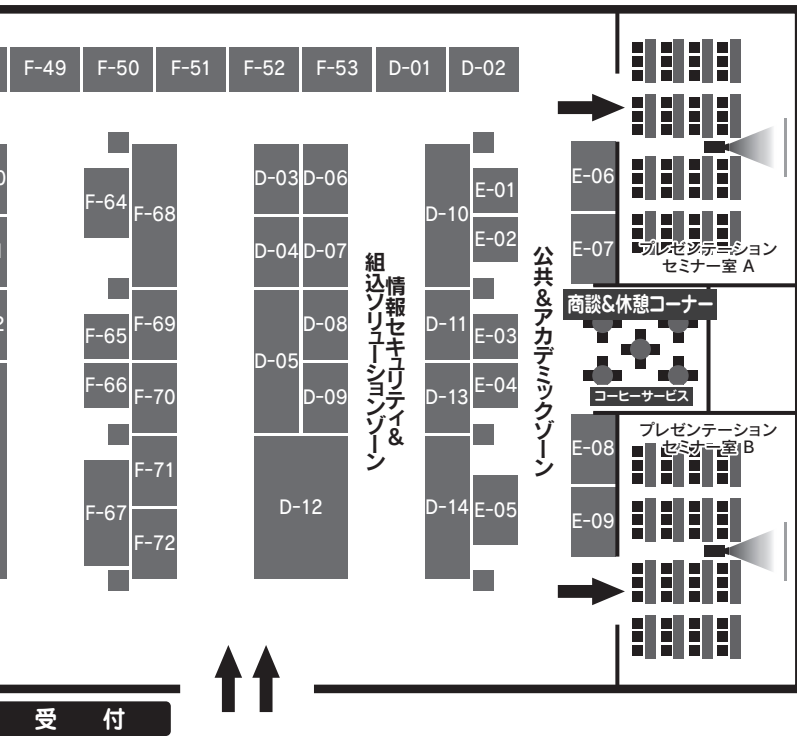 F-49
F-50
F-51
F-52
F-53
D-01
D-02
0
F-64
F-68
D-03
D-06
D-10
E-01
E-06
1
D-04
D-07
E-02
E-07
プレゼンテーション
セミナー室 A
情報セキュリティ&
組込ソリューションゾーン
公共&アカデミックゾーン
商談&休憩コーナー
コーヒーサービス
2
F-65
F-69
D-05
D-08
D-11
E-03
F-66
F-70
D-09
D-13
E-04
プレゼンテーション
セミナー室 B
F-67
F-71
F-72
D-12
D-14
E-05
E-08
E-09
受 付